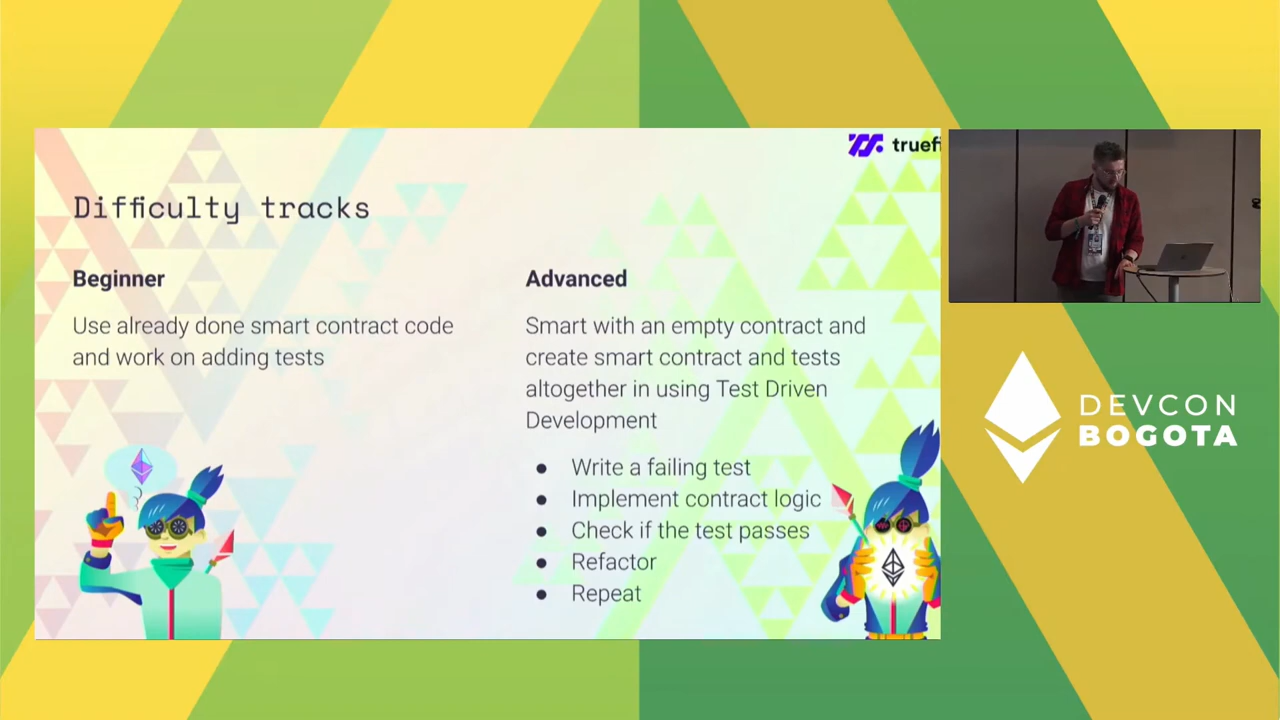 truefi
Difficulty tracks
Beginner
Use already done smart contract code
and work on adding tests
Advanced
Smart with an empty contract and
create smart contract and tests
altogether in using Test Driven
Development
● Write a failing test
● Implement contract logic
● Check if the test passes
● Refactor
● Repeat
DEVCON
BOGOTA